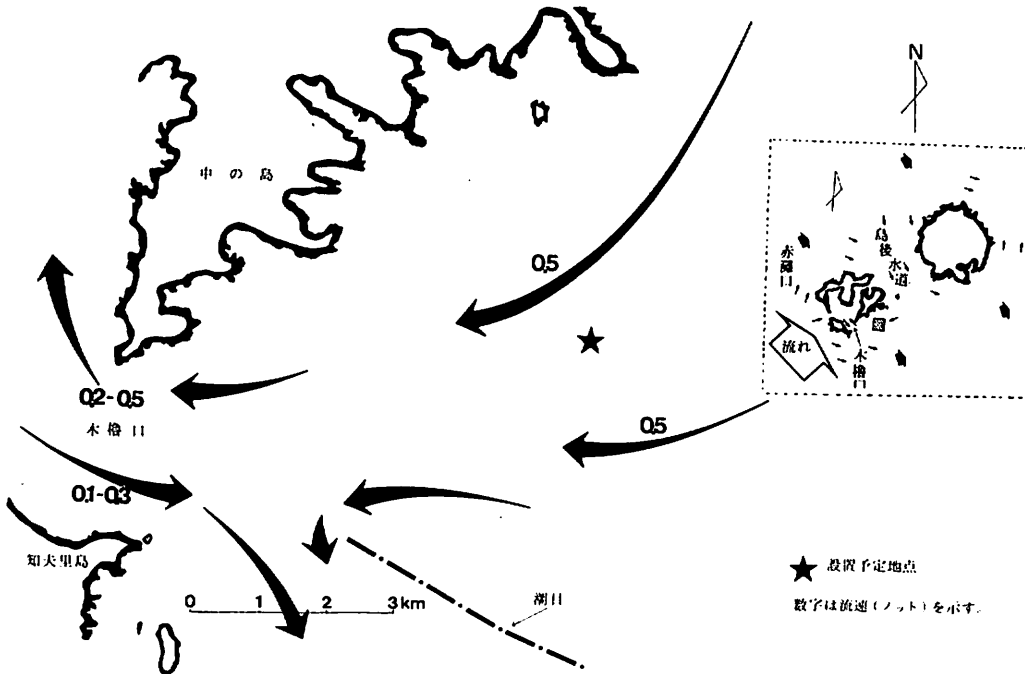 N
中の島
島後水道
赤灘口
0.5
流れ
木櫓口
0.2-0.5
木櫓口
0.5
0.1-0.3
知夫里島
設置予定地点
0 1 2 3km
潮目
数字は流速(ノット)を示す。